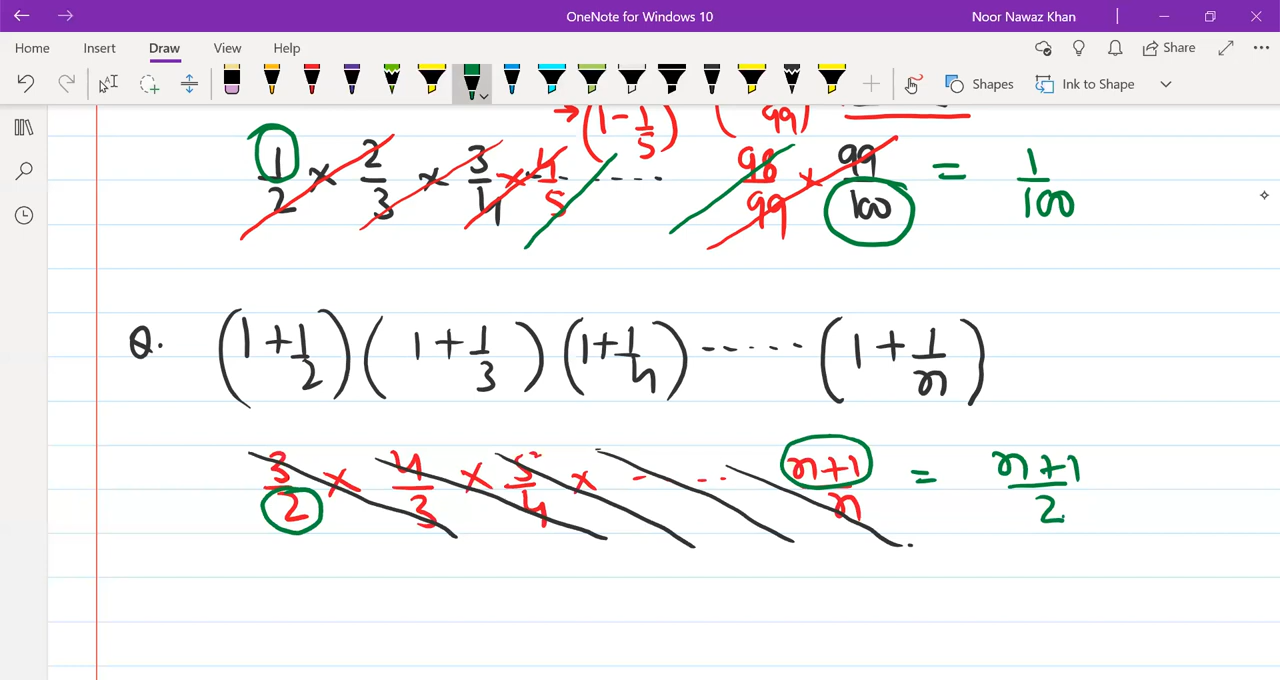 OneNote for Windows 10 Noor Nawaz Khan
Home Insert Draw View Help Share
Shapes Ink to Chart
→(1 - 1/5) ( 99)
1/2 × 2/3 × 3/4 × 4/5 ........ 98/99 × 99/100 = 1/100
Q. (1 + 1/2) (1 + 1/3) (1 + 1/4) ------ (1 + 1/n)
3/2 × 4/3 × 5/4 × - - .. n+1/n = n+1/2